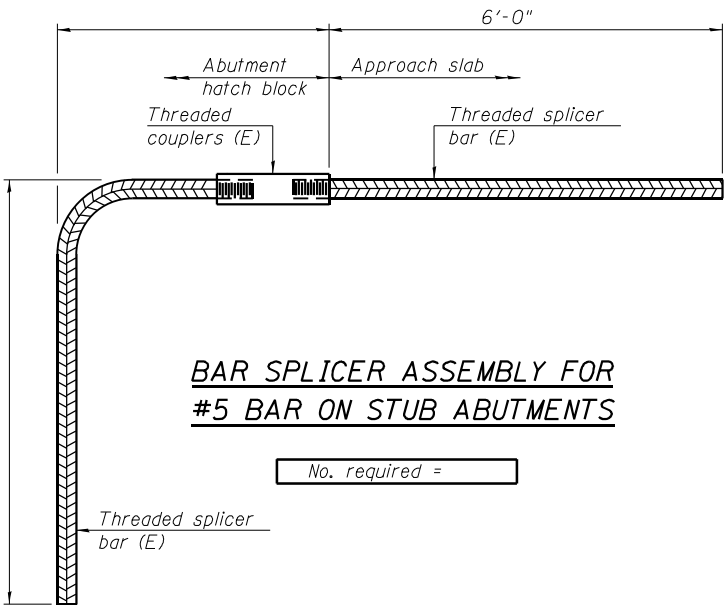 6'-0"
Abutment
hatch block
Approach slab
Threaded
couplers (E)
Threaded splicer
bar (E)
BAR SPLICER ASSEMBLY FOR
#5 BAR ON STUB ABUTMENTS
No. required =
Threaded splicer
bar (E)